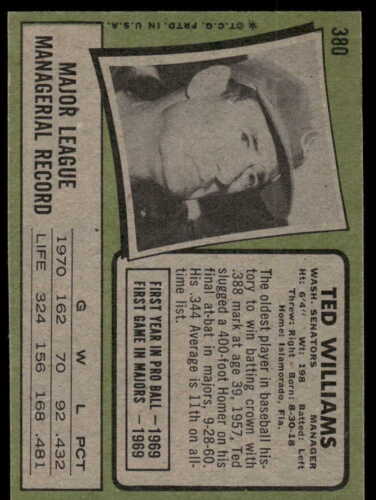 380
TED WILLIAMS
WASH. SENATORS MANAGER
Ht: 6'4" Wt: 198 Batted: Left
Threw: Right Born: 8-30-18
Home: Islamorada, Fla.
The oldest player in baseball his-
tory to win batting crown with
.388 mark at age 39, 1957, Ted
slugged a 400-foot Homer on his
final at-bat in majors, 9-28-60.
His .344 Average is 11th on all-
time list.
FIRST YEAR IN PRO BALL —1969
FIRST GAME IN MAJORS —1969
*©T.C.G. PRTD. IN U.S.A.
MAJOR LEAGUE
MANAGERIAL RECORD
G W L PCT
1970 162 70 92 .432
LIFE 324 156 168 .481